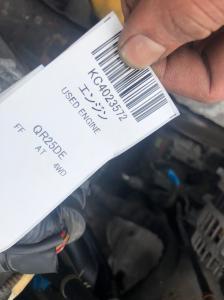 KC4023572
エンジン
USED ENGINE
QR25DE
FF AT 4WD